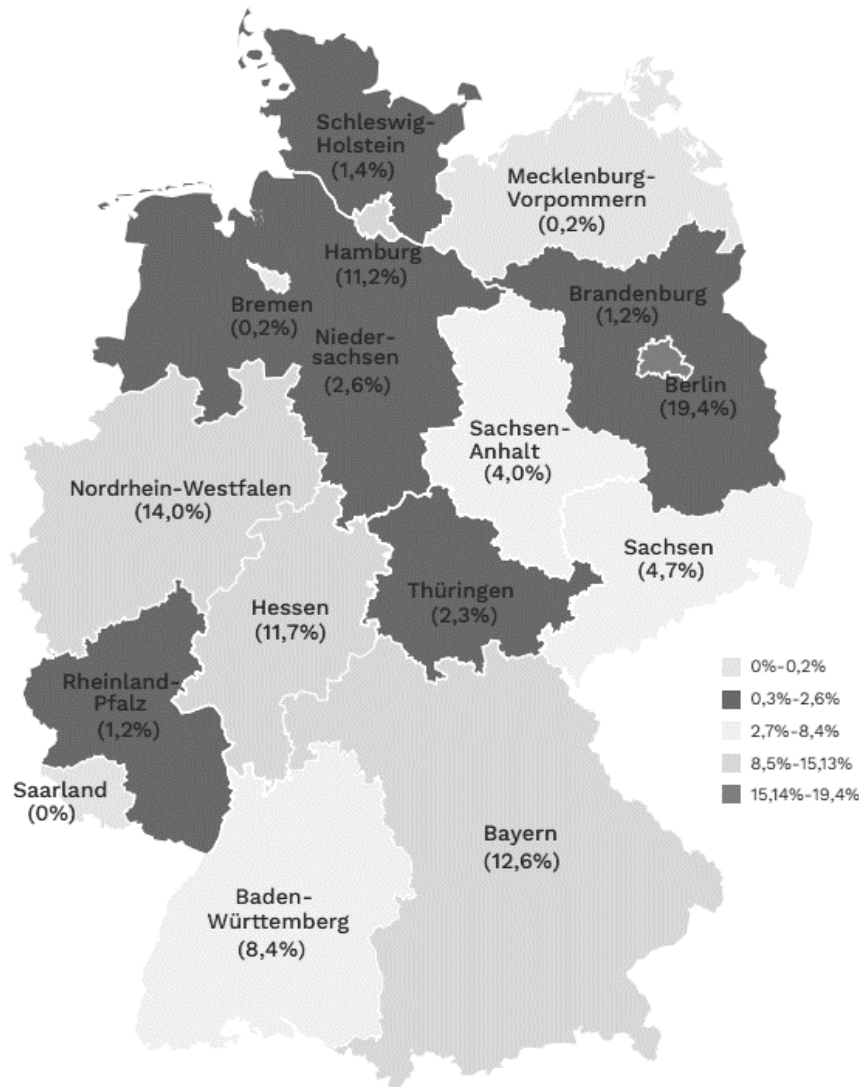 Schleswig-
Holstein
(1,4%)
Mecklenburg-
Vorpommern
(0,2%)
Hamburg
(11,2%)
Bremen
(0,2%)
Nieder-
sachsen
(2,6%)
Brandenburg
(1,2%)
Berlin
(19,4%)
Sachsen-
Anhalt
(4,0%)
Nordrhein-Westfalen
(14,0%)
Sachsen
(4,7%)
Thüringen
(2,3%)
Hessen
(11,7%)
Rheinland-
Pfalz
(1,2%)
Saarland
(0%)
Bayern
(12,6%)
Baden-
Württemberg
(8,4%)
0%-0,2%
0,3%-2,6%
2,7%-8,4%
8,5%-15,13%
15,14%-19,4%